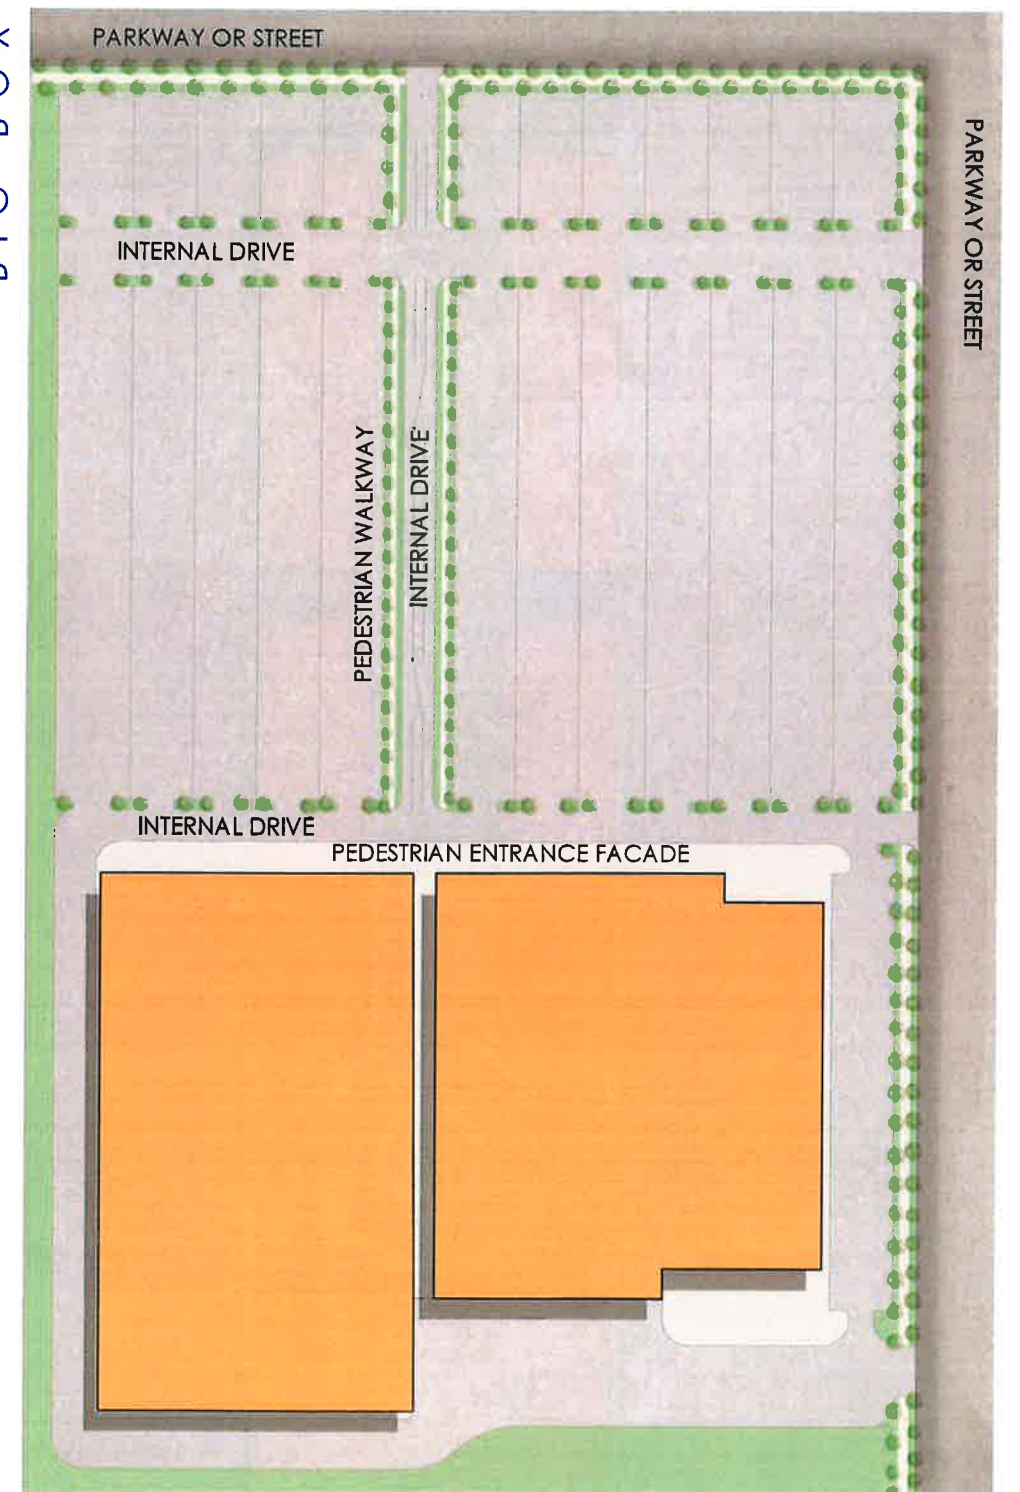 PARKWAY OR STREET
PARKWAY OR STREET
INTERNAL DRIVE
PEDESTRIAN WALKWAY
INTERNAL DRIVE
INTERNAL DRIVE
PEDESTRIAN ENTRANCE FACADE